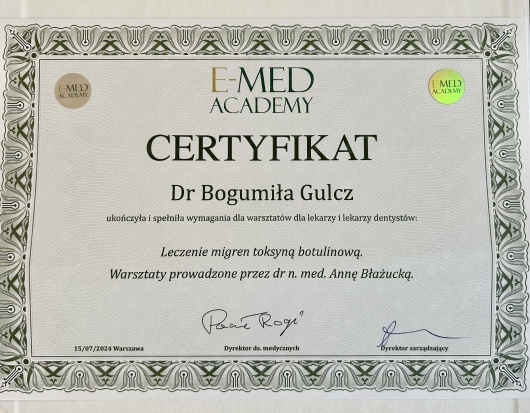 E-MED
ACADEMY
E-MED
ACADEMY
E-MED
ACADEMY
CERTYFIKAT
Dr Bogumiła Gulcz
ukończyła i spełniła wymagania dla warsztatów dla lekarzy i lekarzy dentystów:
Leczenie migren toksyną botulinową.
Warsztaty prowadzone przez dr n. med. Annę Błażucką.
15/07/2024 Warszawa
Dyrektor ds. medycznych
Dyrektor zarządzający